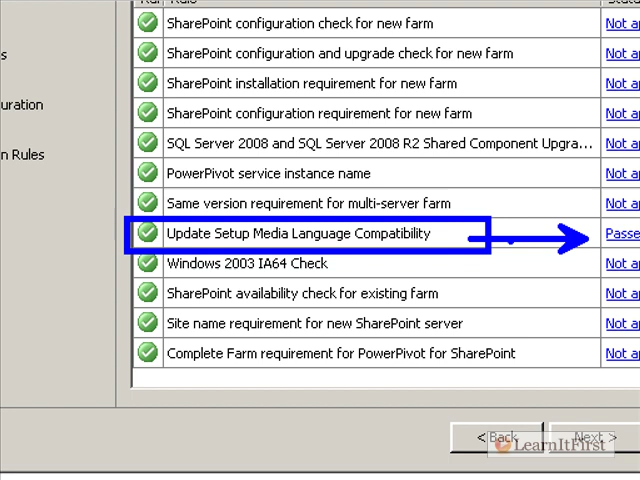 SharePoint configuration check for new farm Not ap
SharePoint configuration and upgrade check for new farm Not ap
s
SharePoint installation requirement for new farm Not ap
uration
SharePoint configuration requirement for new farm Not ap
SQL Server 2008 and SQL Server 2008 R2 Shared Component Upgra... Not ap
n Rules
PowerPivot service instance name Not ap
Same version requirement for multi-server farm Not ap
Update Setup Media Language Compatibility Passe
Windows 2003 IA64 Check Not ap
SharePoint availability check for existing farm Not ap
Site name requirement for new SharePoint server Not ap
Complete Farm requirement for PowerPivot for SharePoint Not ap
< Back Next >
LearnItFirst